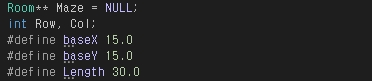 Room** Maze = NULL;
int Row, Col;
#define baseX 15.0
#define baseY 15.0
#define Length 30.0